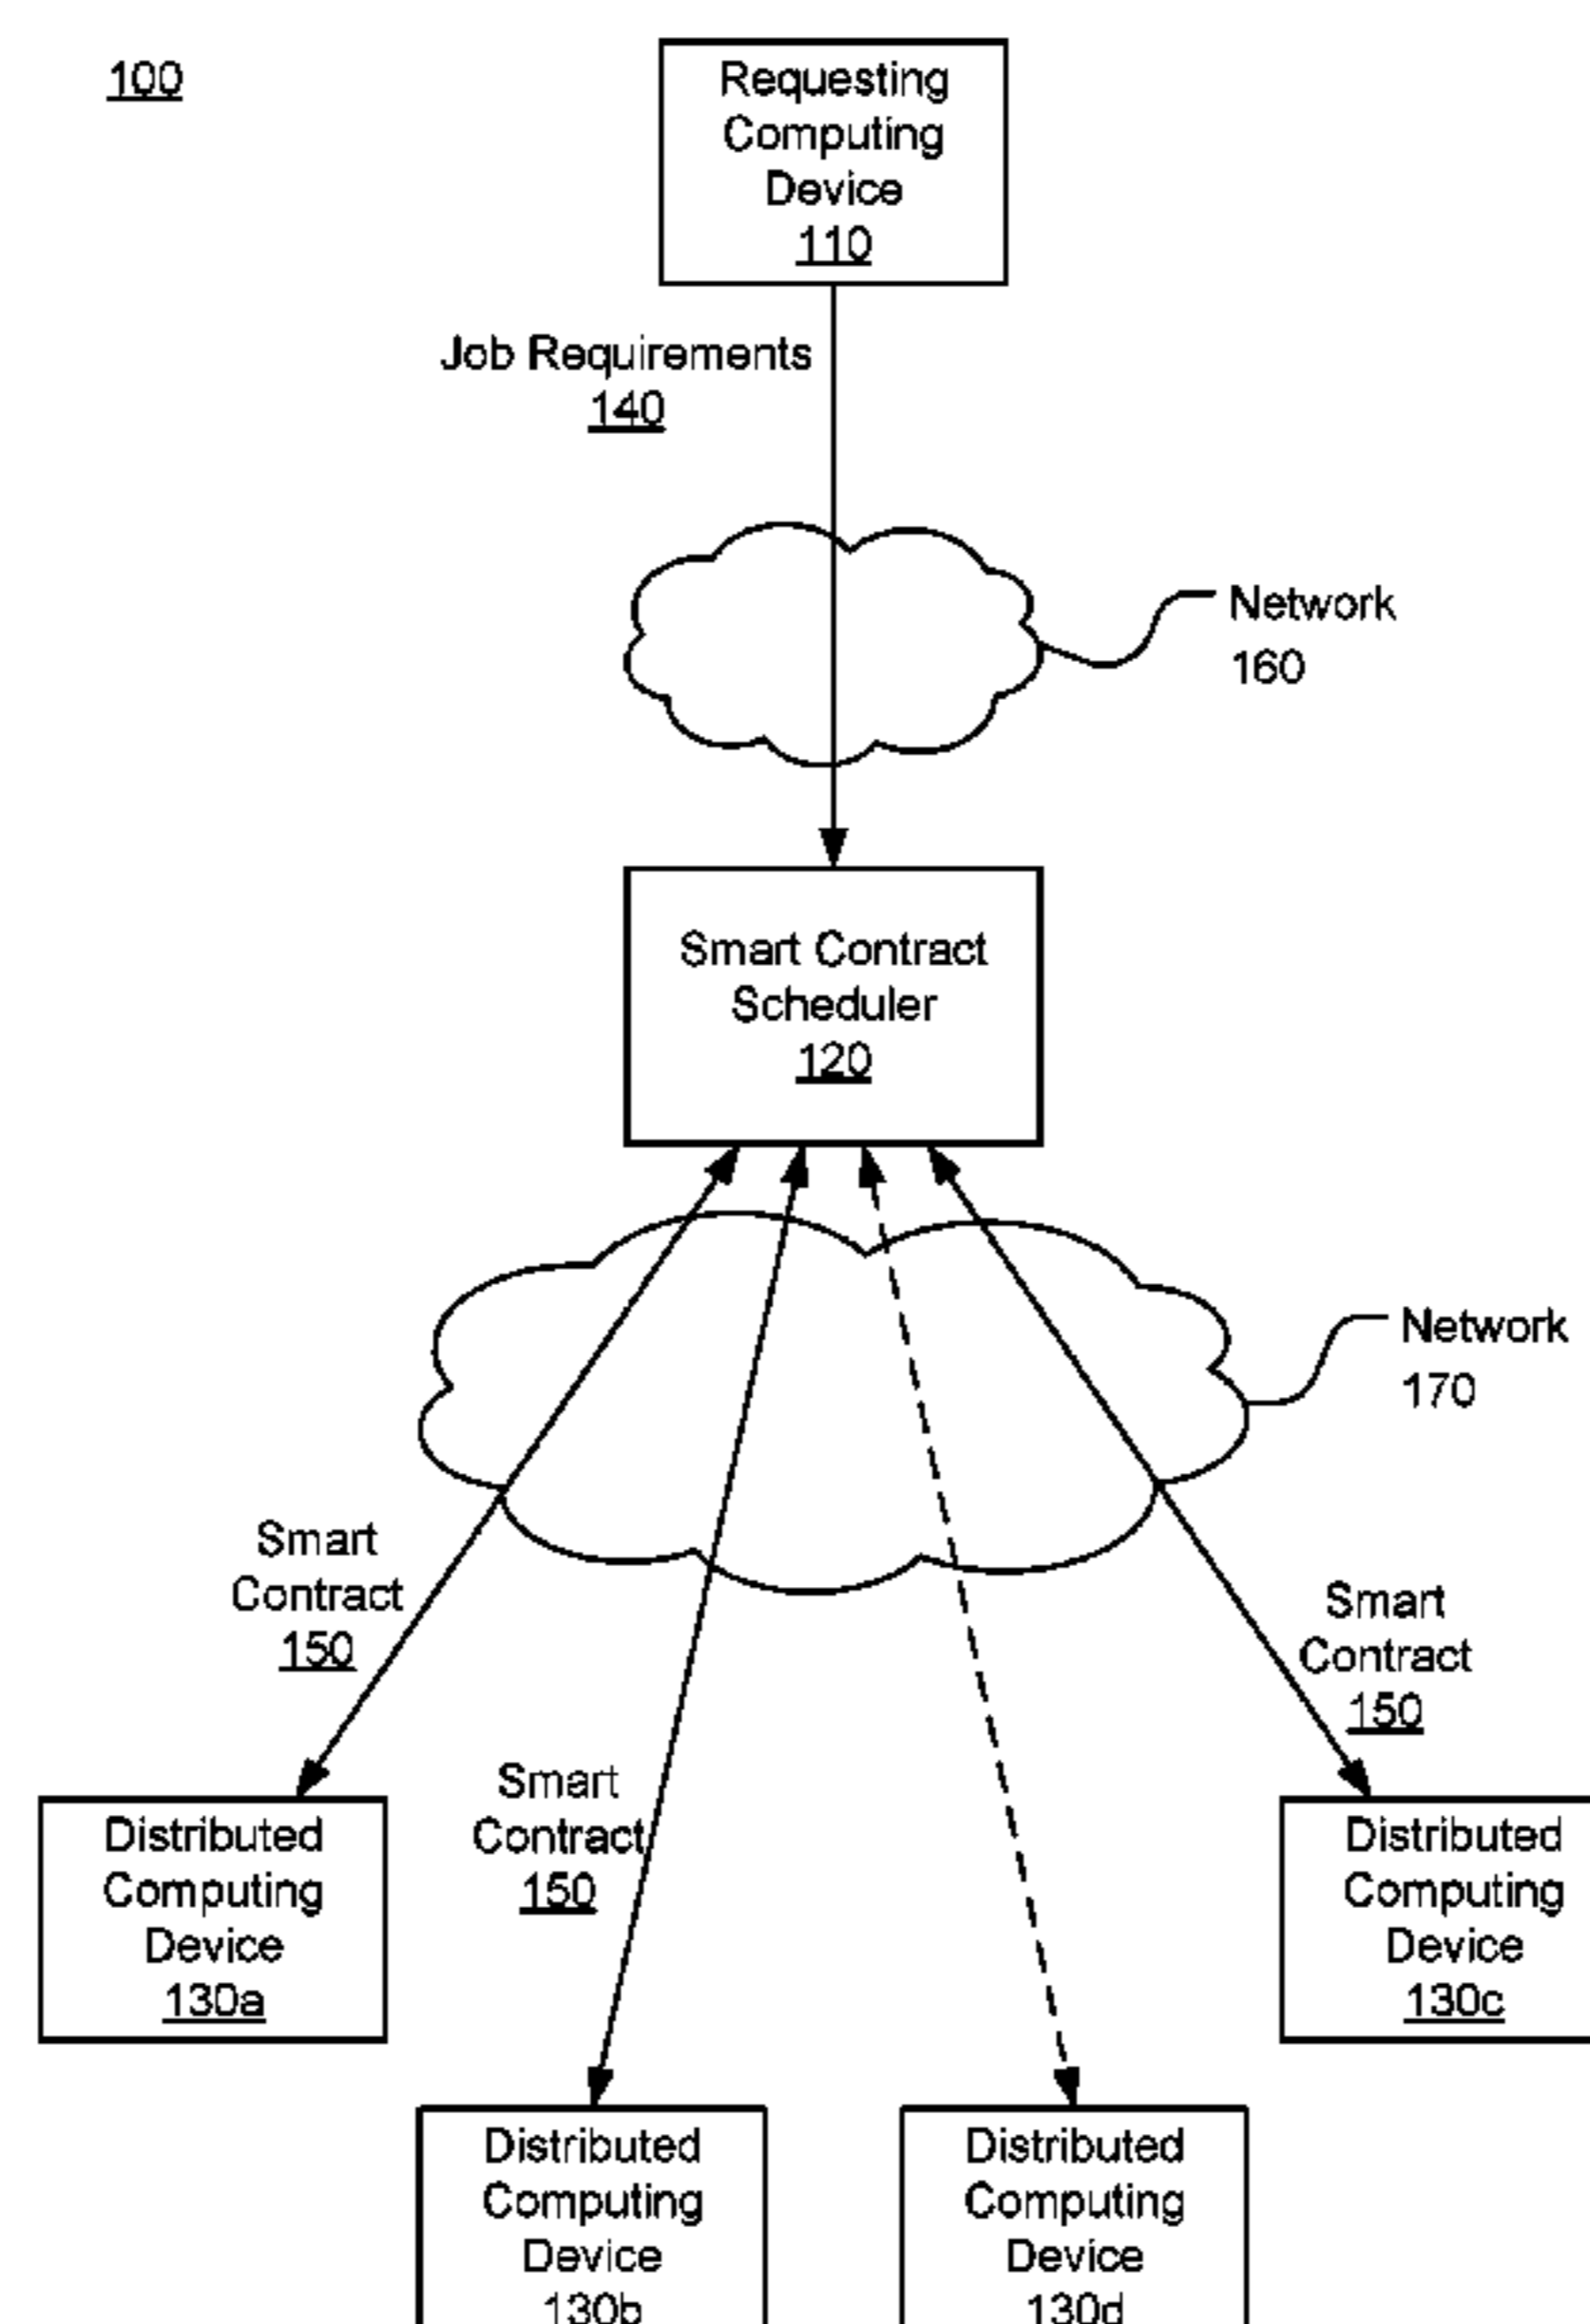 100
Requesting
Computing
Device
110
Job Requirements
140
Network
160
Smart Contract
Scheduler
120
Network
170
Smart
Contract
150
Smart
Contract
150
Smart
Contract
150
Distributed
Computing
Device
130a
Distributed
Computing
Device
130c
Distributed
Computing
Device
130b
Distributed
Computing
Device
130d